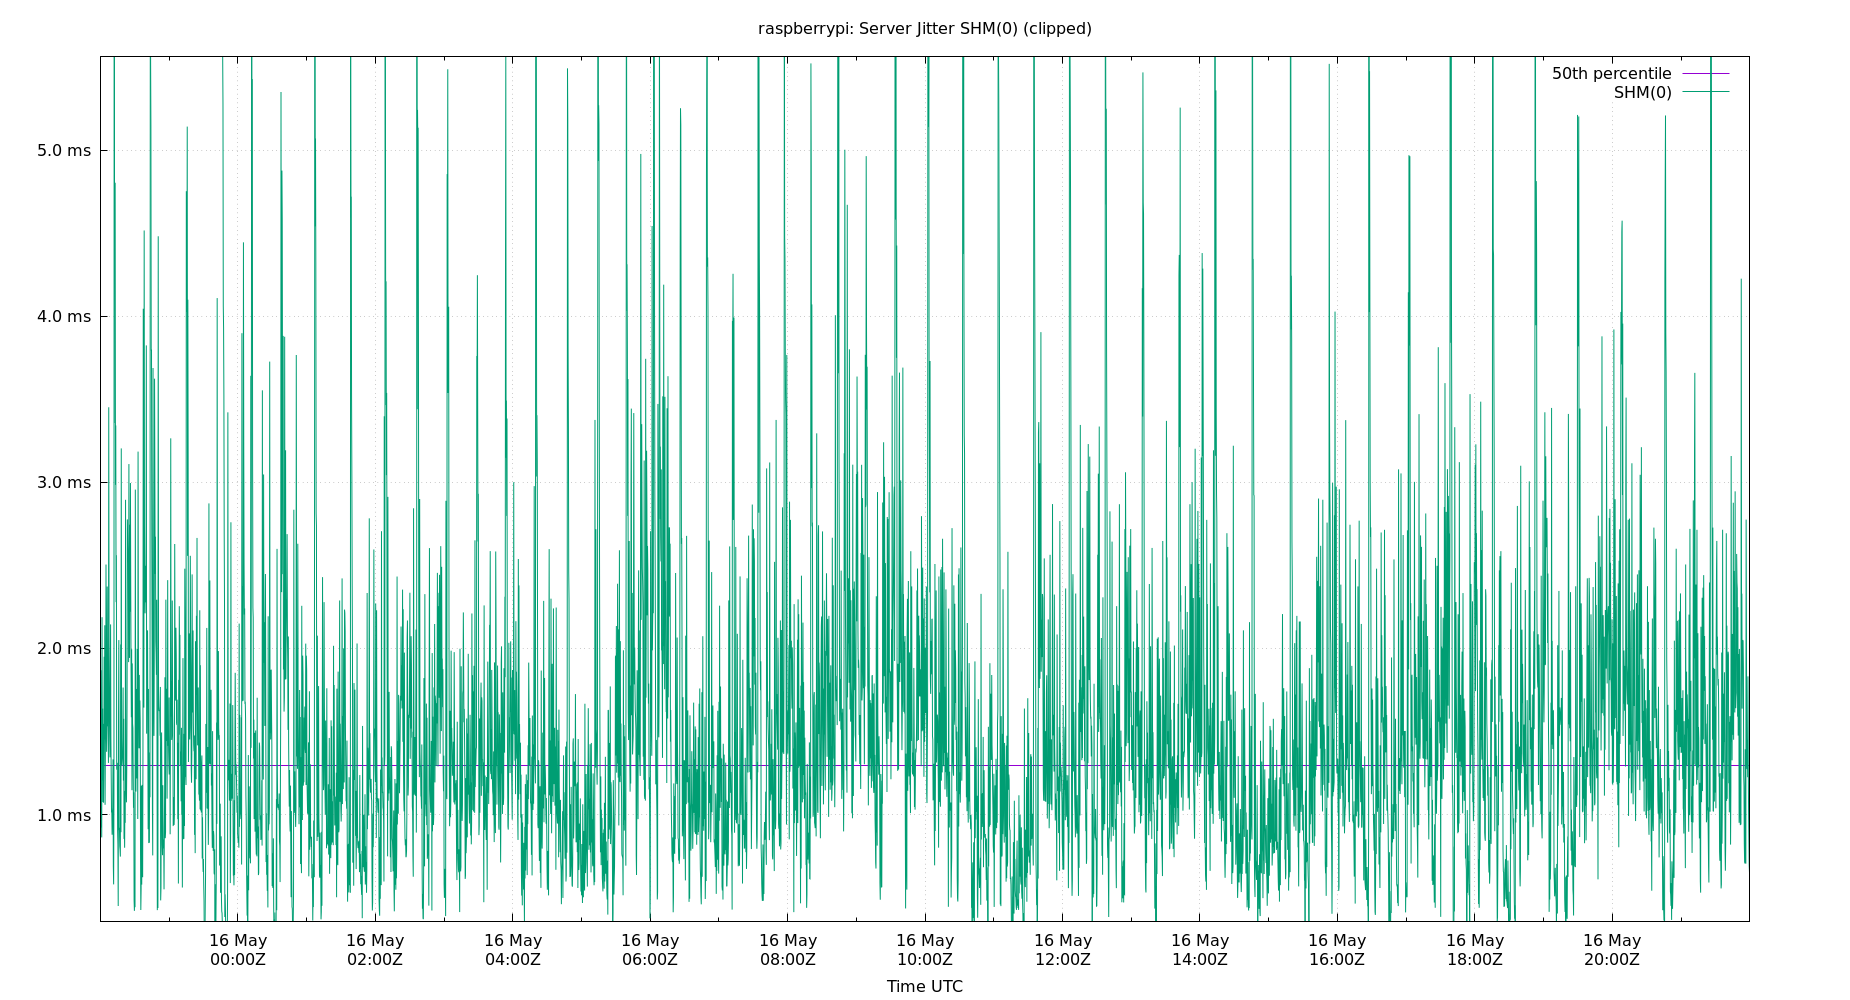 raspberrypi: Server Jitter SHM(0) (clipped)
50th percentile
SHM(0)
5.0 ms
4.0 ms
3.0 ms
2.0 ms
1.0 ms
16 May 16 May 16 May 16 May 16 May 16 May 16 May 16 May 16 May 16 May 16 May
00:00Z 02:00Z 04:00Z 06:00Z 08:00Z 10:00Z 12:00Z 14:00Z 16:00Z 18:00Z 20:00Z
Time UTC